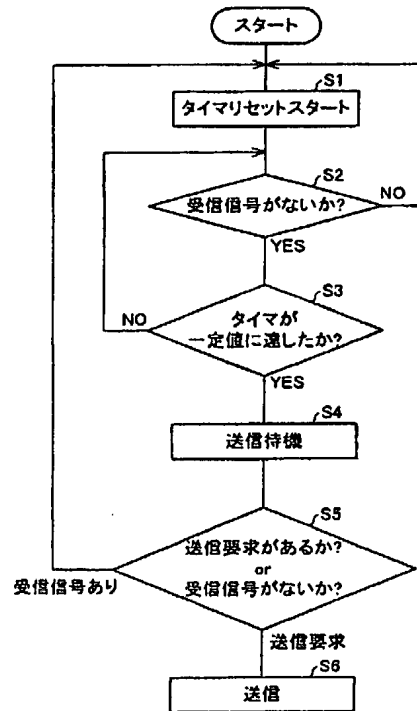 スタート
S1
タイマリセットスタート
S2
受信信号がないか?
NO
YES
S3
タイマが
一定値に達したか?
NO
YES
S4
送信待機
S5
送信要求があるか?
or
受信信号がないか?
受信信号あり
送信要求
S6
送信